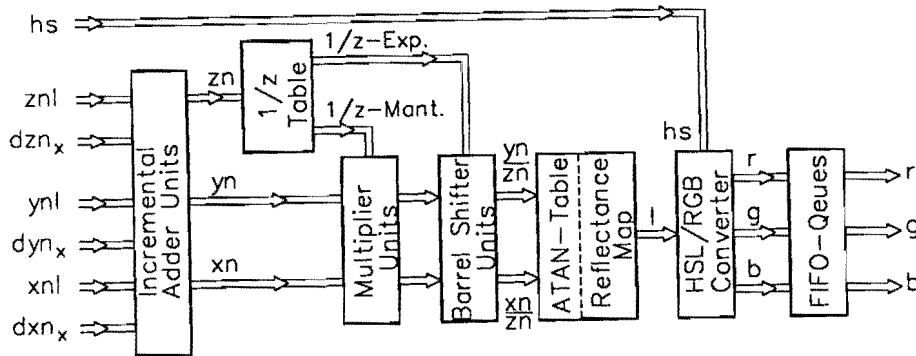 hs
znl
dzn_x
ynl
dyn_x
xnl
dxn_x
Incremental
Adder Units
zn
yn
xn
1/z
Table
1/z-Exp.
1/z-Mant.
Multiplier
Units
Barrel Shifter
Units
yn
zn
xn
zn
ATAN-Table
Reflectance
Map
l
hs
HSL/RGB
Converter
r
g
b
FIFO-Ques
r
g
b